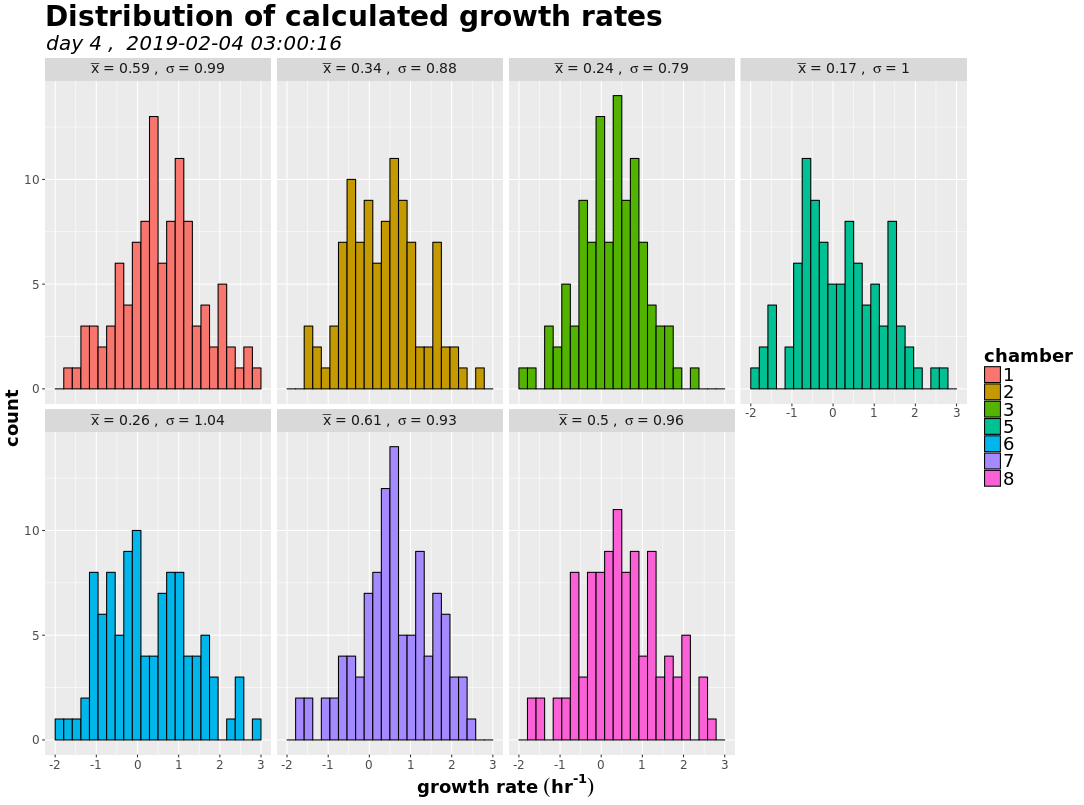 Distribution of calculated growth rates
day 4 ,  2019-02-04 03:00:16
x̅ = 0.59 ,  σ = 0.99
x̅ = 0.34 ,  σ = 0.88
x̅ = 0.24 ,  σ = 0.79
x̅ = 0.17 ,  σ = 1
10
5
0
-2 -1 0 1 2 3
x̅ = 0.26 ,  σ = 1.04
x̅ = 0.61 ,  σ = 0.93
x̅ = 0.5 ,  σ = 0.96
10
5
0
-2 -1 0 1 2 3
-2 -1 0 1 2 3
-2 -1 0 1 2 3
count
growth rate (hr⁻¹)
chamber
1
2
3
5
6
7
8